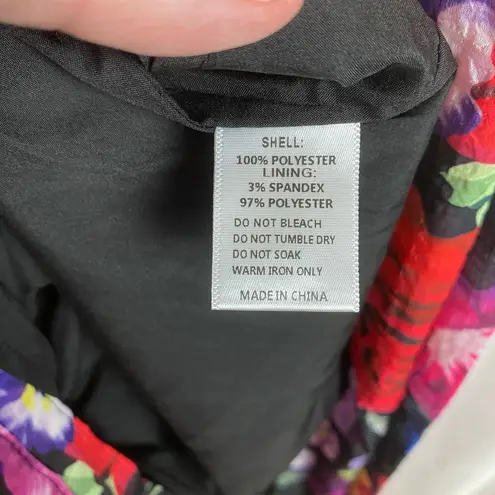 SHELL:
100% POLYESTER
LINING:
3% SPANDEX
97% POLYESTER
DO NOT BLEACH
DO NOT TUMBLE DRY
DO NOT SOAK
WARM IRON ONLY
MADE IN CHINA